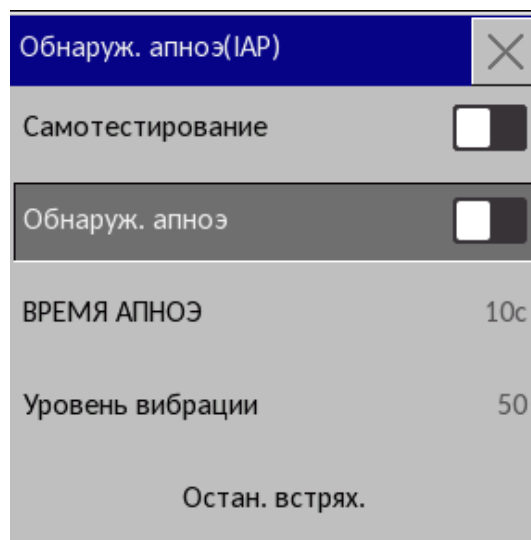 Обнаруж. апноэ(IAP)
Самотестирование
Обнаруж. апноэ
ВРЕМЯ АПНОЭ 10с
Уровень вибрации 50
Остан. встрях.